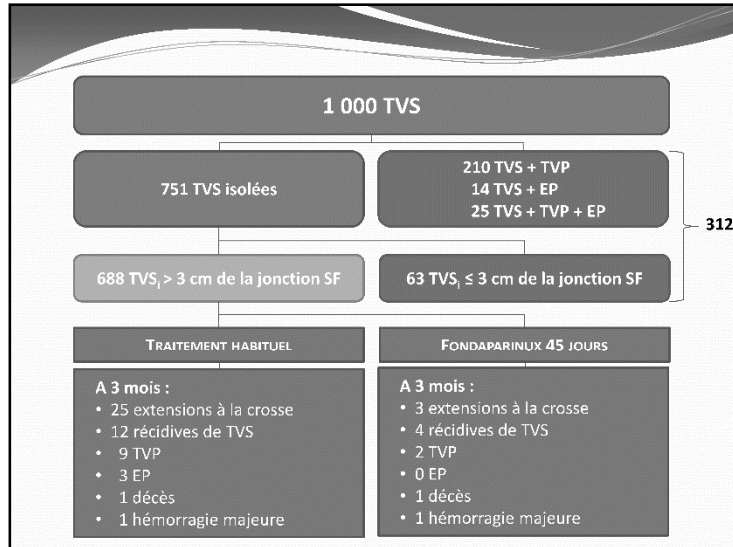 1 000 TVS
751 TVS isolées
210 TVS + TVP
14 TVS + EP
25 TVS + TVP + EP
312
688 TVSi > 3 cm de la jonction SF
63 TVSi ≤ 3 cm de la jonction SF
TRAITEMENT HABITUEL
A 3 mois :
• 25 extensions à la crosse
• 12 récidives de TVS
• 9 TVP
• 3 EP
• 1 décès
• 1 hémorragie majeure
FONDAPARINUX 45 JOURS
A 3 mois :
• 3 extensions à la crosse
• 4 récidives de TVS
• 2 TVP
• 0 EP
• 1 décès
• 1 hémorragie majeure